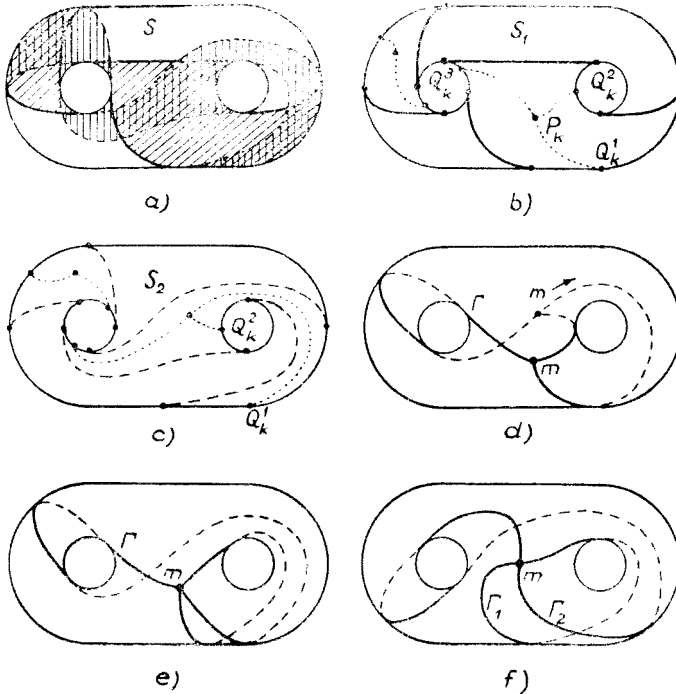 S
S₁
Q_k^3
Q_k^2
P_k
Q_k^1
a)
b)
S₂
Q_k^2
Q_k^1
Γ
m
m
c)
d)
Γ
m
m
Γ₁
Γ₂
e)
f)